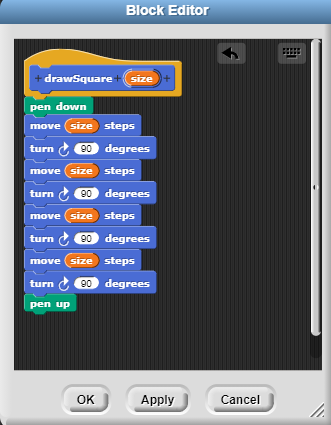 Block Editor
+ drawSquare + size +
pen down
move size steps
turn 90 degrees
move size steps
turn 90 degrees
move size steps
turn 90 degrees
move size steps
turn 90 degrees
pen up
OK Apply Cancel